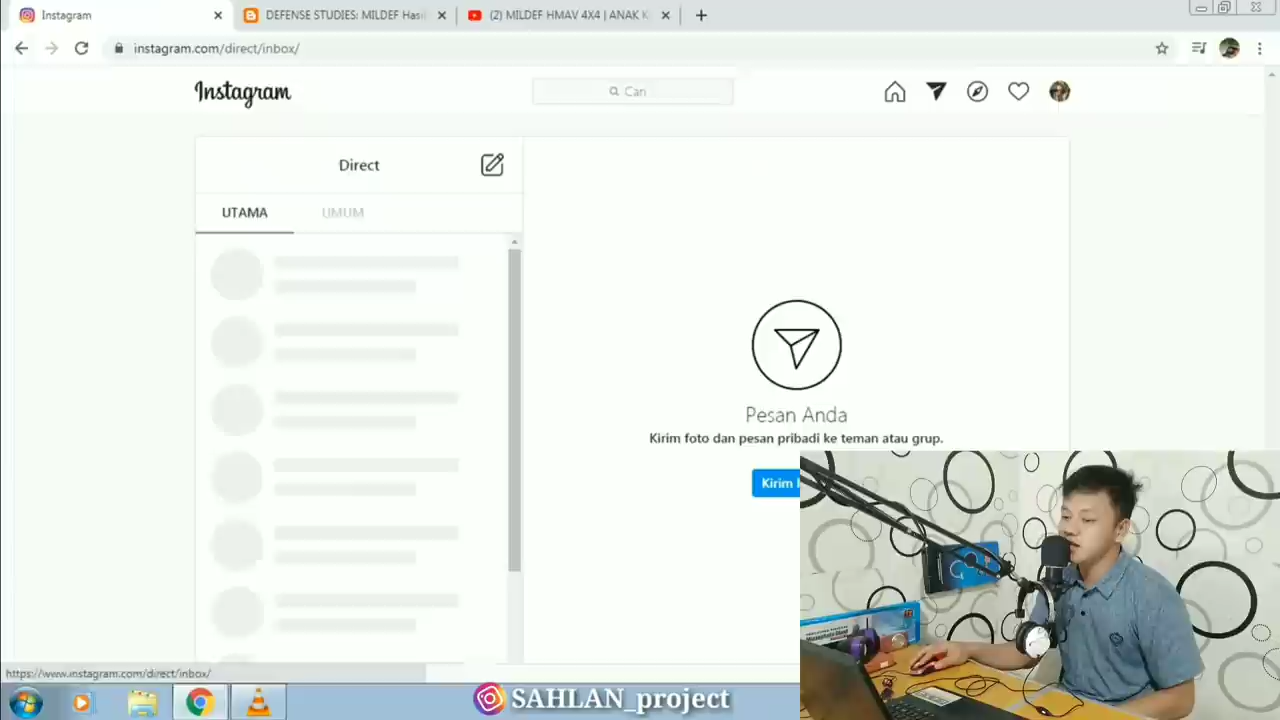 Instagram
DEFENSE STUDIES: MILDEF Hasil
(2) MILDEF HMAV 4X4 | ANAK K
instagram.com/direct/inbox/
Instagram
Cari
Direct
UTAMA
UMUM
Pesan Anda
Kirim foto dan pesan pribadi ke teman atau grup.
Kirim
https://www.instagram.com/direct/inbox/
SAHLAN_project